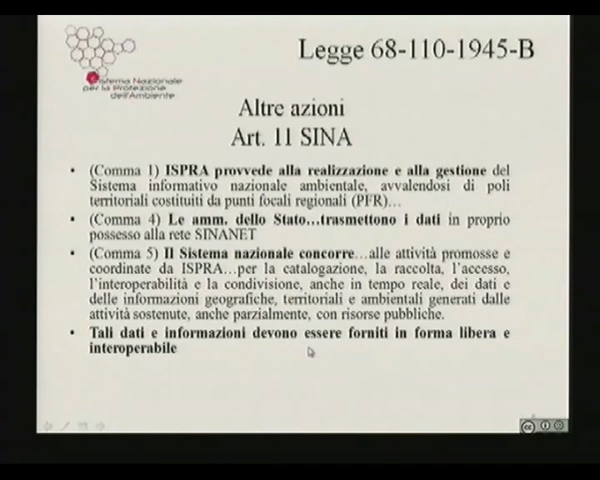 Legge 68-110-1945-B
Sistema Nazionale
per la Protezione
dell'Ambiente
Altre azioni
Art. 11 SINA
• (Comma 1) ISPRA provvede alla realizzazione e alla gestione del
Sistema informativo nazionale ambientale, avvalendosi di poli
territoriali costituiti da punti focali regionali (PFR)…
• (Comma 4) Le amm. dello Stato…trasmettono i dati in proprio
possesso alla rete SINANET
• (Comma 5) Il Sistema nazionale concorre…alle attività promosse e
coordinate da ISPRA…per la catalogazione, la raccolta, l'accesso,
l'interoperabilità e la condivisione, anche in tempo reale, dei dati e
delle informazioni geografiche, territoriali e ambientali generati dalle
attività sostenute, anche parzialmente, con risorse pubbliche.
• Tali dati e informazioni devono essere forniti in forma libera e
interoperabile